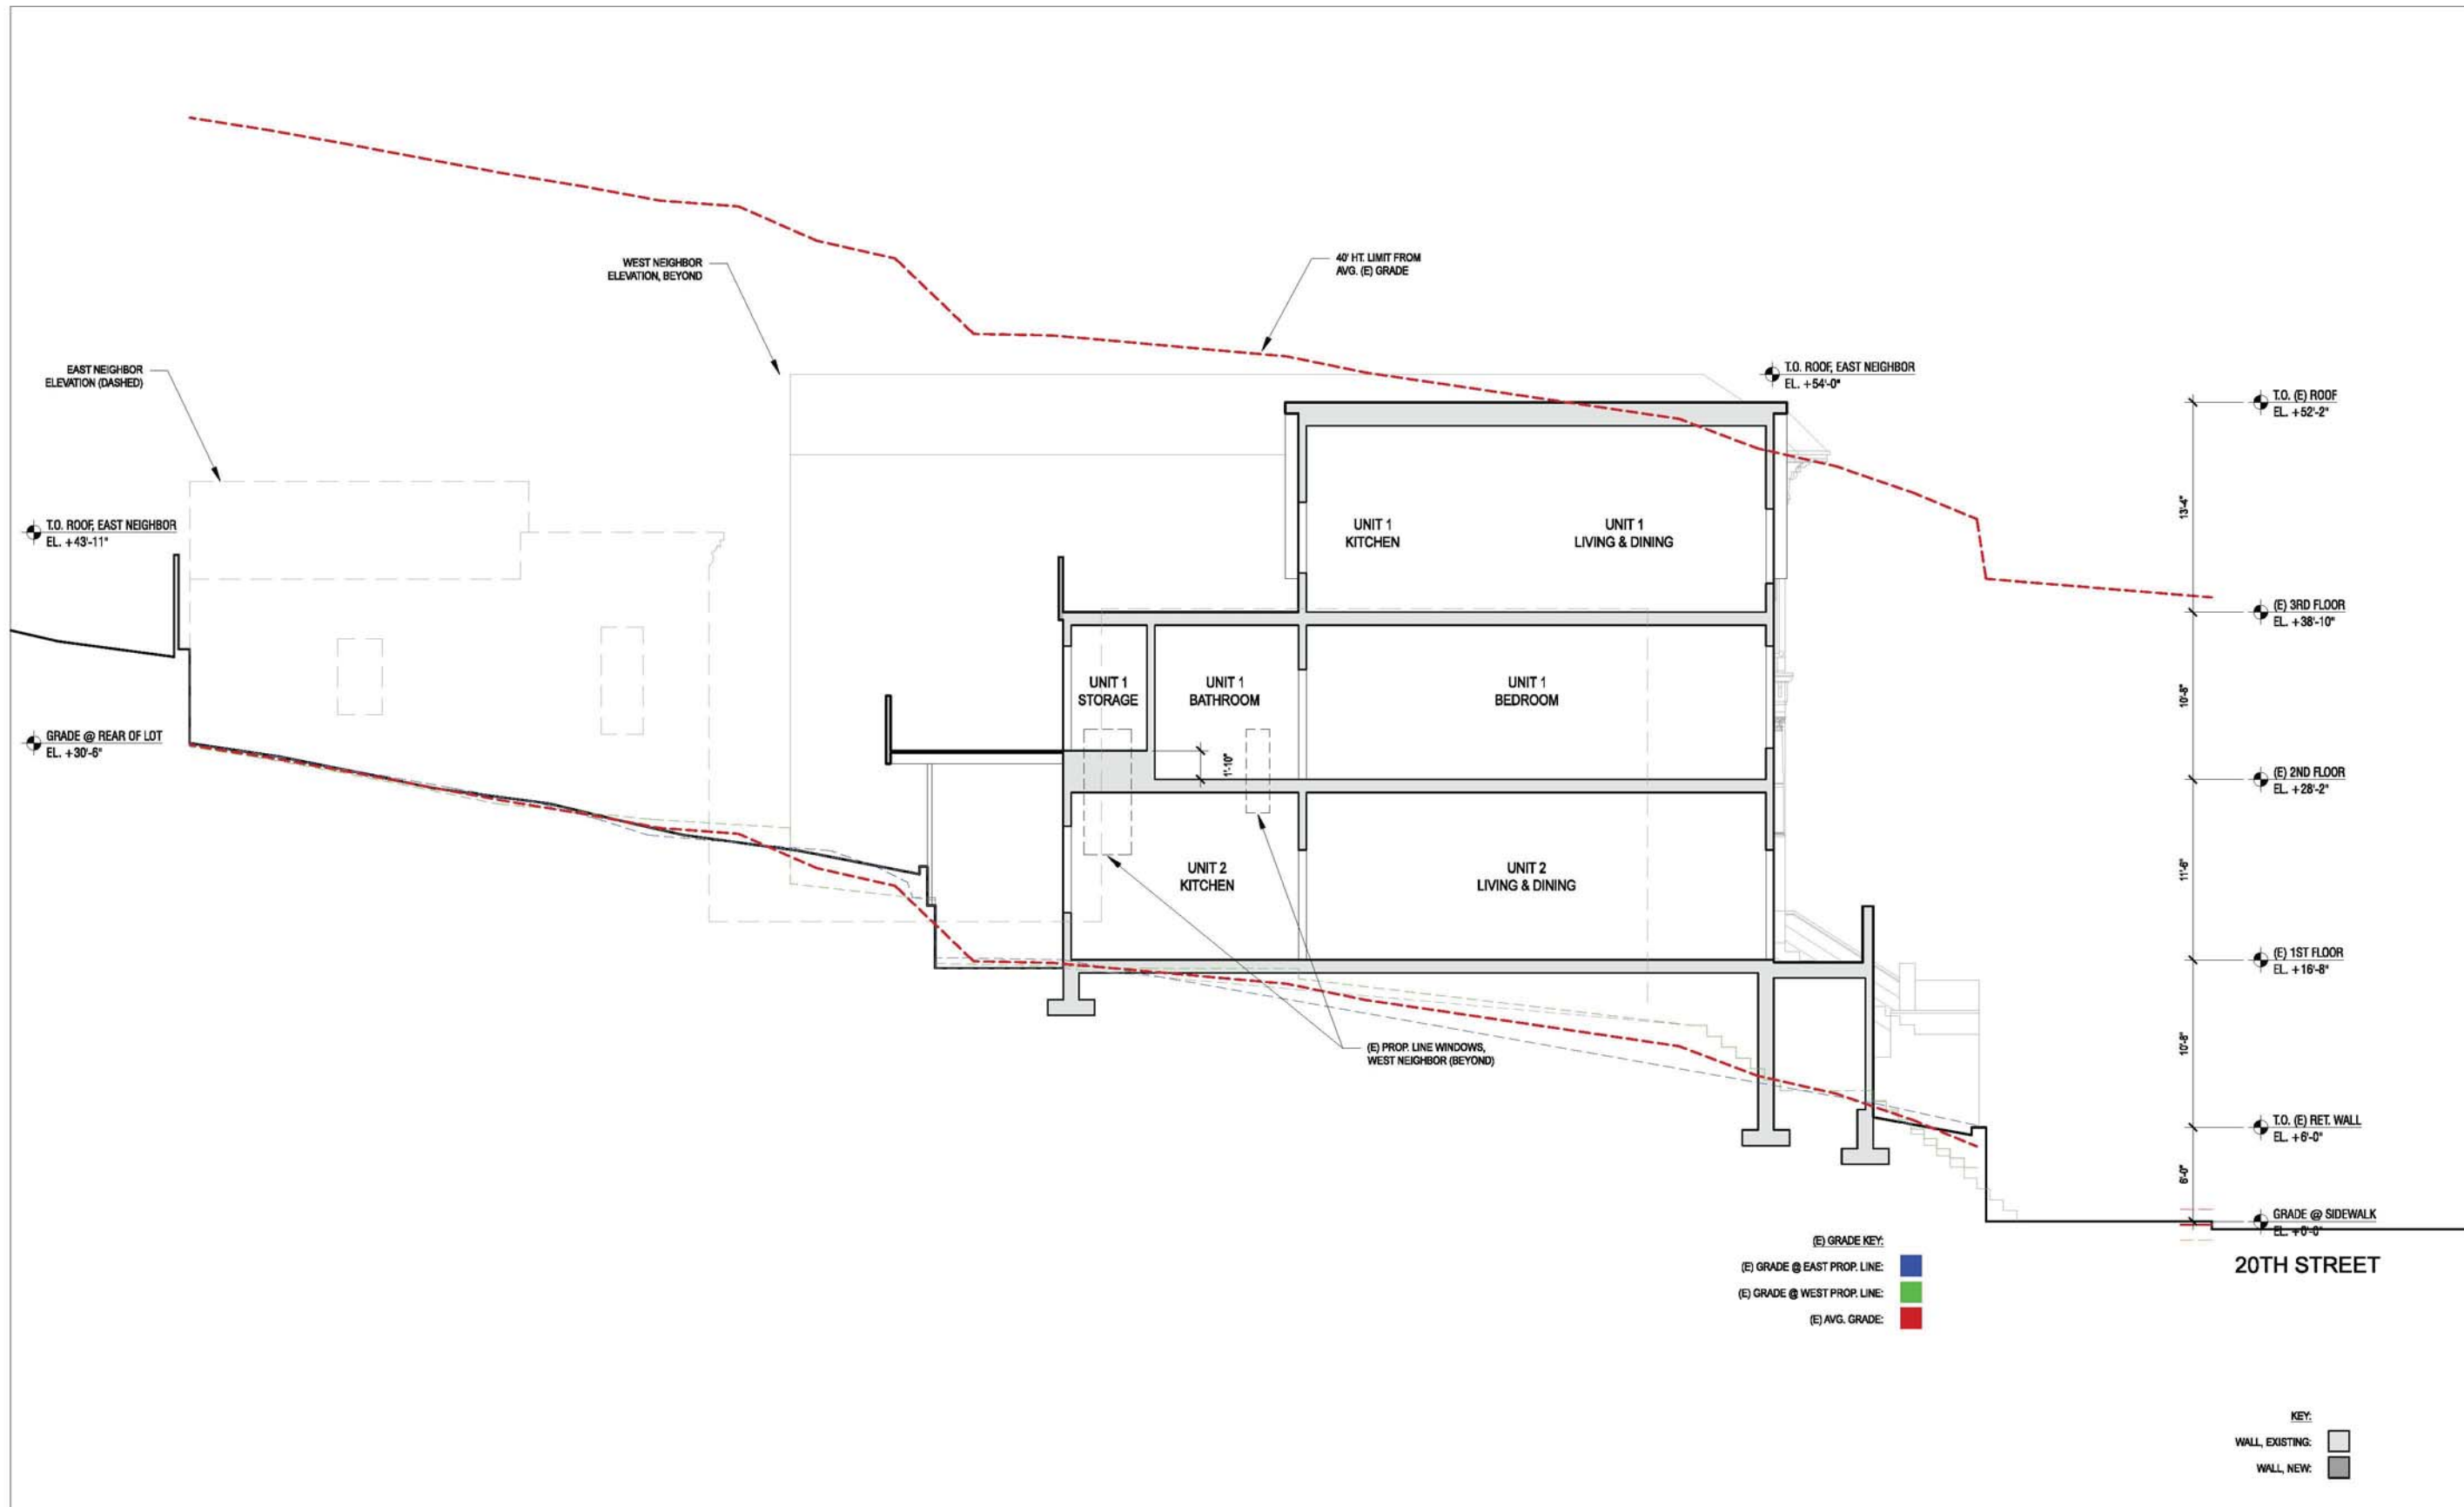 40' HT. LIMIT FROM
AVG. (E) GRADE
WEST NEIGHBOR
ELEVATION, BEYOND
EAST NEIGHBOR
ELEVATION (DASHED)
T.O. ROOF, EAST NEIGHBOR
EL. +54'-0"
T.O. (E) ROOF
EL. +52'-2"
13'-4"
T.O. ROOF, EAST NEIGHBOR
EL. +43'-11"
UNIT 1
KITCHEN
UNIT 1
LIVING & DINING
(E) 3RD FLOOR
EL. +38'-10"
UNIT 1
STORAGE
UNIT 1
BATHROOM
UNIT 1
BEDROOM
10'-8"
GRADE @ REAR OF LOT
EL. +30'-6"
1'-10"
(E) 2ND FLOOR
EL. +28'-2"
UNIT 2
KITCHEN
UNIT 2
LIVING & DINING
11'-6"
(E) 1ST FLOOR
EL. +16'-8"
(E) PROP. LINE WINDOWS,
WEST NEIGHBOR (BEYOND)
10'-8"
T.O. (E) RET. WALL
EL. +6'-0"
6'-0"
GRADE @ SIDEWALK
EL. +0'-0"
20TH STREET
(E) GRADE KEY:
(E) GRADE @ EAST PROP. LINE:
(E) GRADE @ WEST PROP. LINE:
(E) AVG. GRADE:
KEY:
WALL, EXISTING:
WALL, NEW: